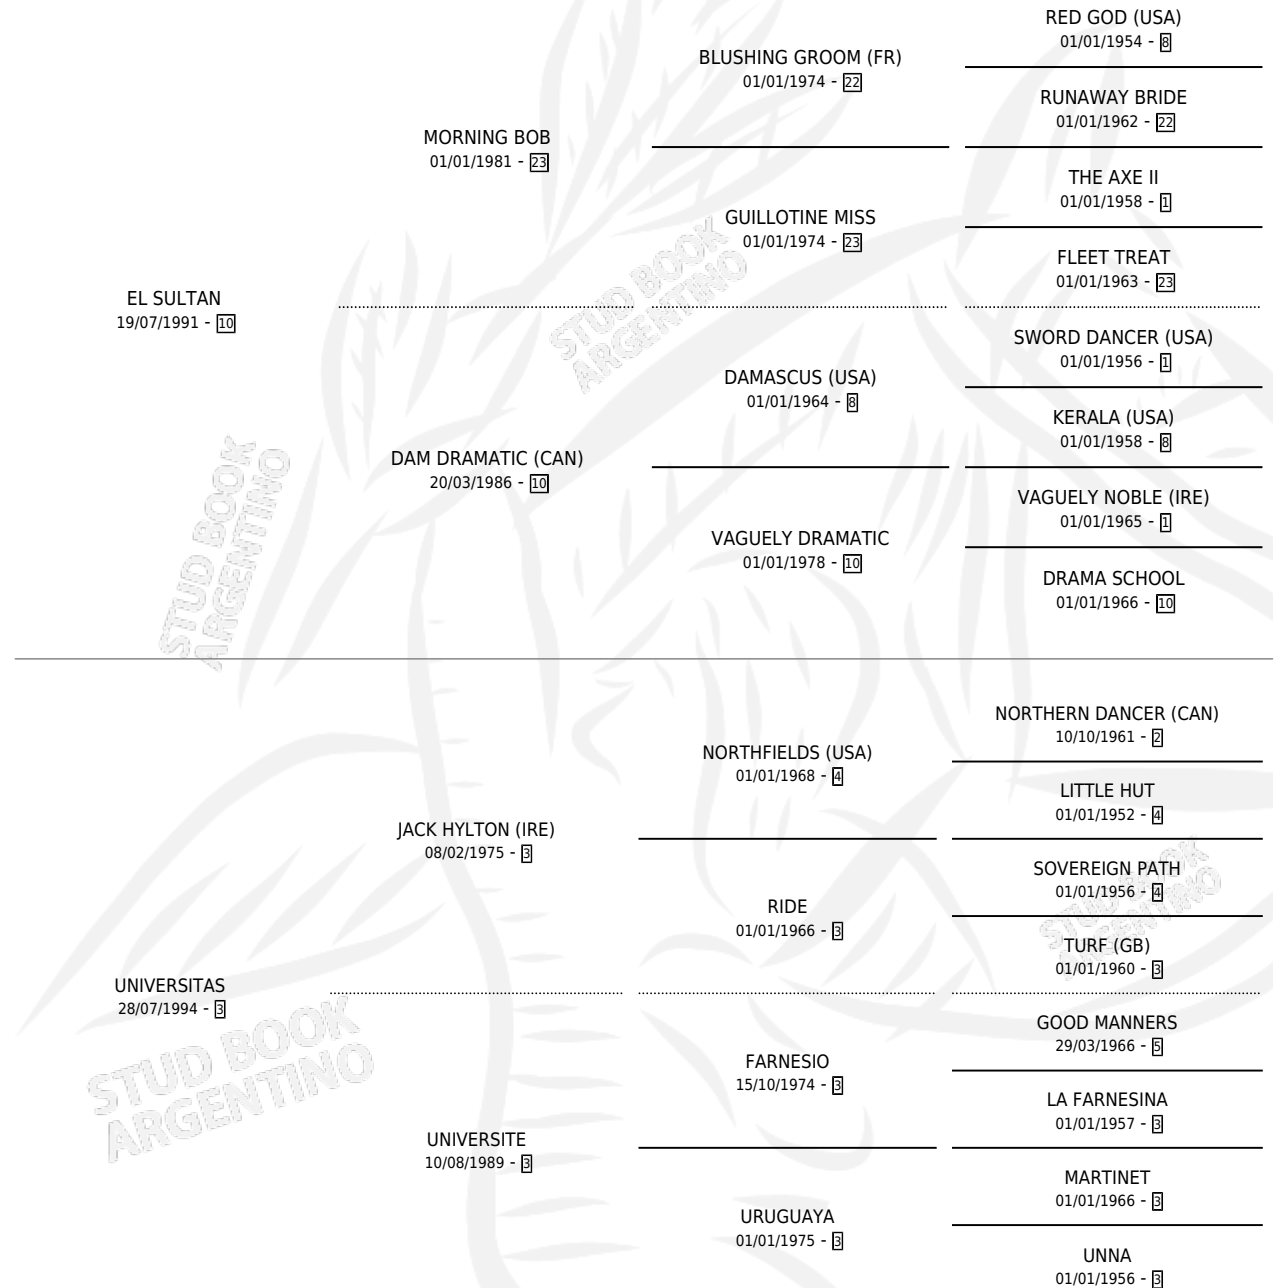 RED GOD (USA)
01/01/1954 - 8
BLUSHING GROOM (FR)
01/01/1974 - 22
RUNAWAY BRIDE
01/01/1962 - 22
MORNING BOB
01/01/1981 - 23
THE AXE II
01/01/1958 - 1
GUILLOTINE MISS
01/01/1974 - 23
FLEET TREAT
01/01/1963 - 23
EL SULTAN
19/07/1991 - 10
STUD BOOK
ARGENTINO
SWORD DANCER (USA)
01/01/1956 - 1
DAMASCUS (USA)
01/01/1964 - 8
KERALA (USA)
01/01/1958 - 8
DAM DRAMATIC (CAN)
20/03/1986 - 10
VAGUELY NOBLE (IRE)
01/01/1965 - 1
VAGUELY DRAMATIC
01/01/1978 - 10
DRAMA SCHOOL
01/01/1966 - 10
STUD BOOK
ARGENTINO
NORTHERN DANCER (CAN)
10/10/1961 - 2
NORTHFIELDS (USA)
01/01/1968 - 4
LITTLE HUT
01/01/1952 - 4
JACK HYLTON (IRE)
08/02/1975 - 3
SOVEREIGN PATH
01/01/1956 - 4
RIDE
01/01/1966 - 3
TURF (GB)
01/01/1960 - 3
STUD BOOK
ARGENTINO
UNIVERSITAS
28/07/1994 - 3
STUD BOOK
ARGENTINO
GOOD MANNERS
29/03/1966 - 5
FARNESIO
15/10/1974 - 3
LA FARNESINA
01/01/1957 - 3
UNIVERSITE
10/08/1989 - 3
MARTINET
01/01/1966 - 3
URUGUAYA
01/01/1975 - 3
UNNA
01/01/1956 - 3